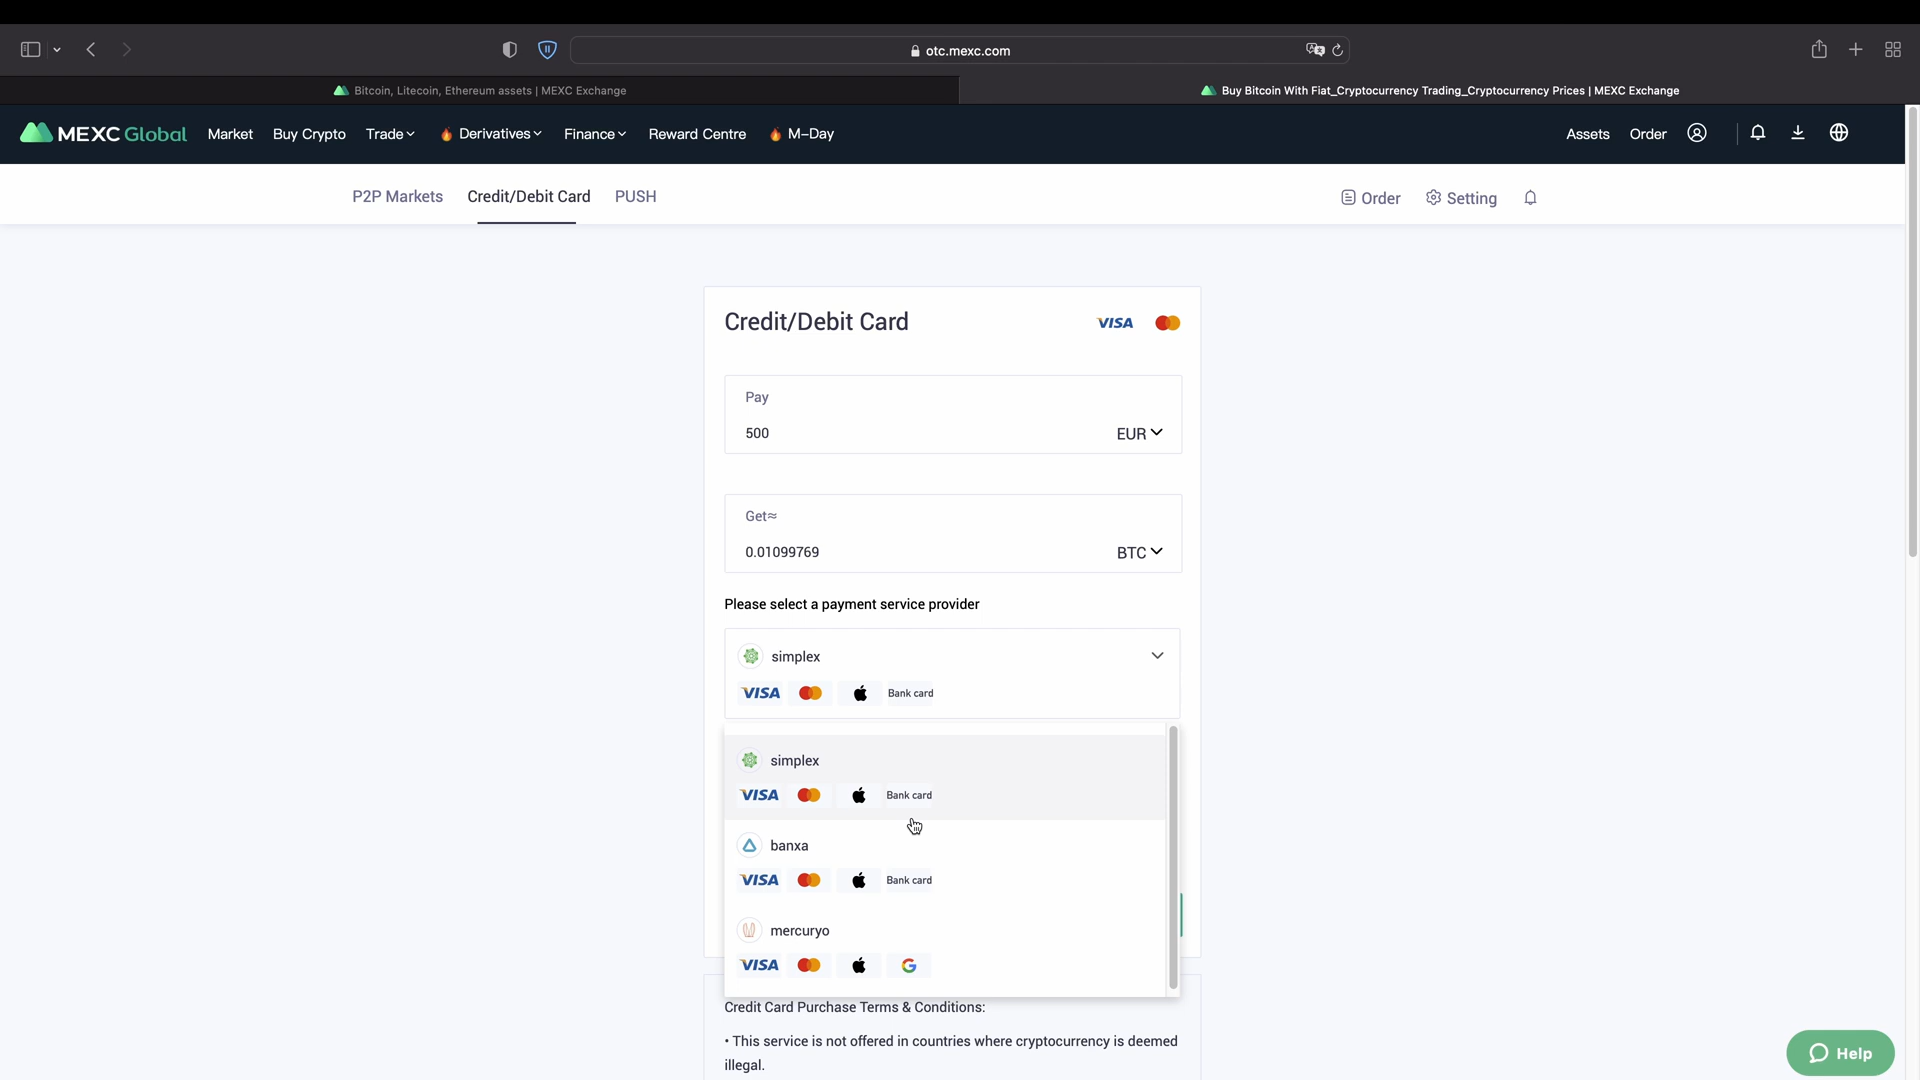 otc.mexc.com
Bitcoin, Litecoin, Ethereum assets | MEXC Exchange
Buy Bitcoin With Fiat_Cryptocurrency Trading_Cryptocurrency Prices | MEXC Exchange
MEXC Global Market Buy Crypto Trade Derivatives Finance Reward Centre M-Day Assets Order
P2P Markets Credit/Debit Card PUSH Order Setting
Credit/Debit Card VISA
Pay
500 EUR
Get≈
0.01099769 BTC
Please select a payment service provider
simplex
VISA Bank card
simplex
VISA Bank card
banxa
VISA Bank card
mercuryo
VISA G
Credit Card Purchase Terms & Conditions:
• This service is not offered in countries where cryptocurrency is deemed
illegal.
Help